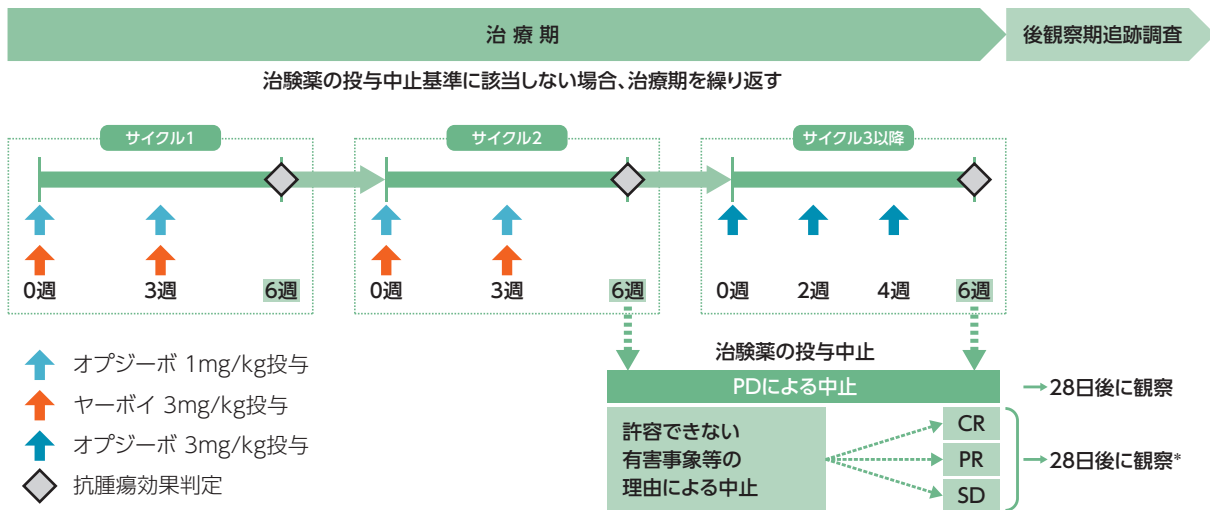 治療期
後観察期追跡調査
治験薬の投与中止基準に該当しない場合、治療期を繰り返す
サイクル1
サイクル2
サイクル3以降
0週
3週
6週
0週
3週
6週
0週
2週
4週
6週
オプジーボ 1mg/kg投与
ヤーボイ 3mg/kg投与
オプジーボ 3mg/kg投与
抗腫瘍効果判定
治験薬の投与中止
PDによる中止
28日後に観察
許容できない
有害事象等の
理由による中止
CR
PR
SD
28日後に観察*